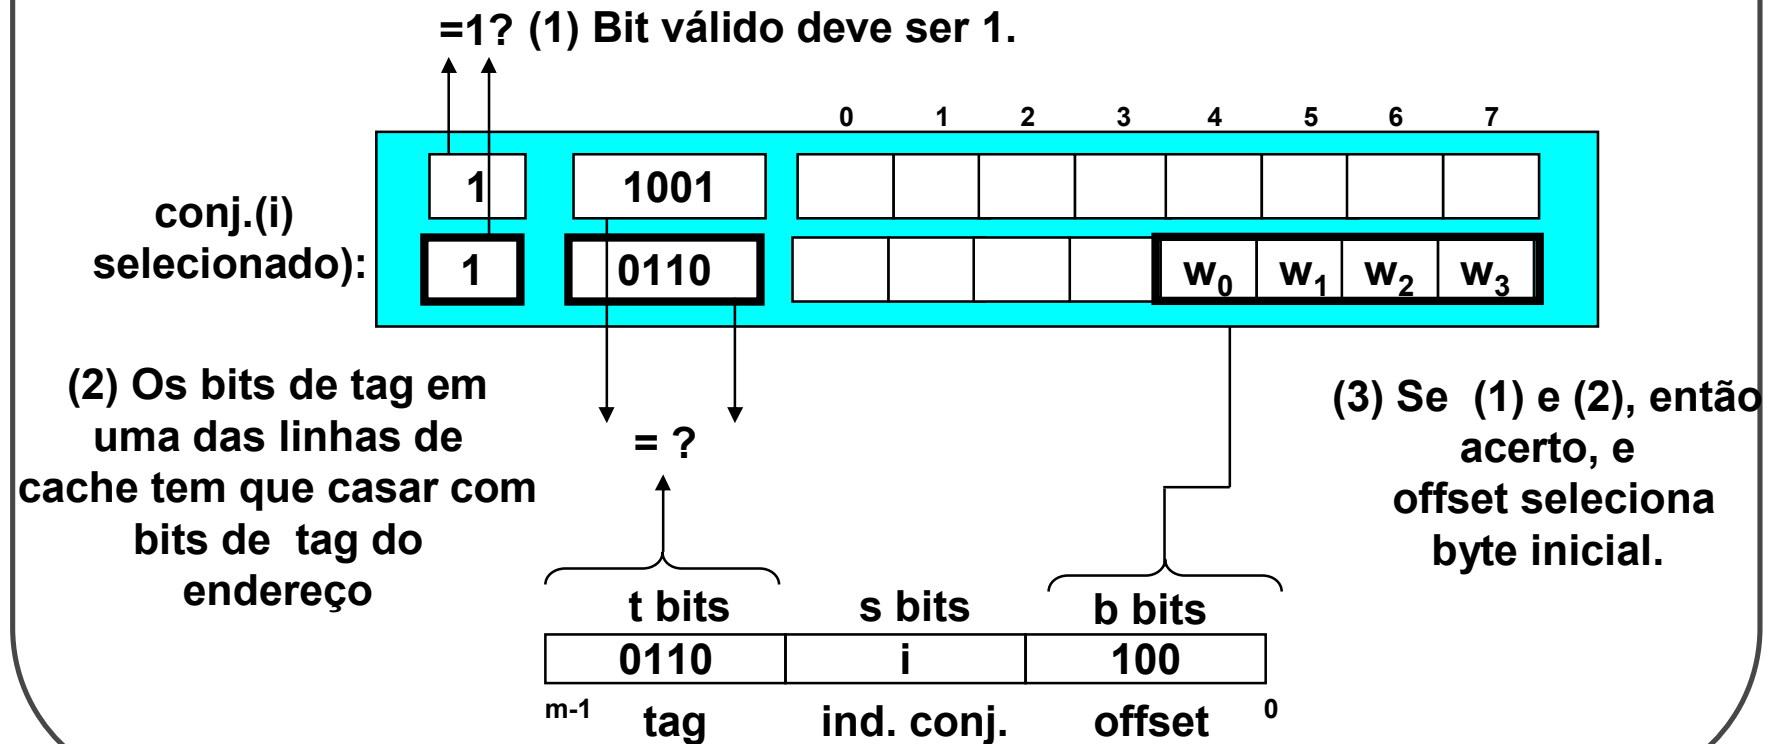 =1? (1) Bit válido deve ser 1.
0 1 2 3 4 5 6 7
1 1001
conj.(i)
selecionado):
1 0110 w0 w1 w2 w3
(2) Os bits de tag em
uma das linhas de
cache tem que casar com
bits de tag do
endereço
= ?
(3) Se (1) e (2), então
acerto, e
offset seleciona
byte inicial.
t bits s bits b bits
0110 i 100
m-1 tag ind. conj. offset 0